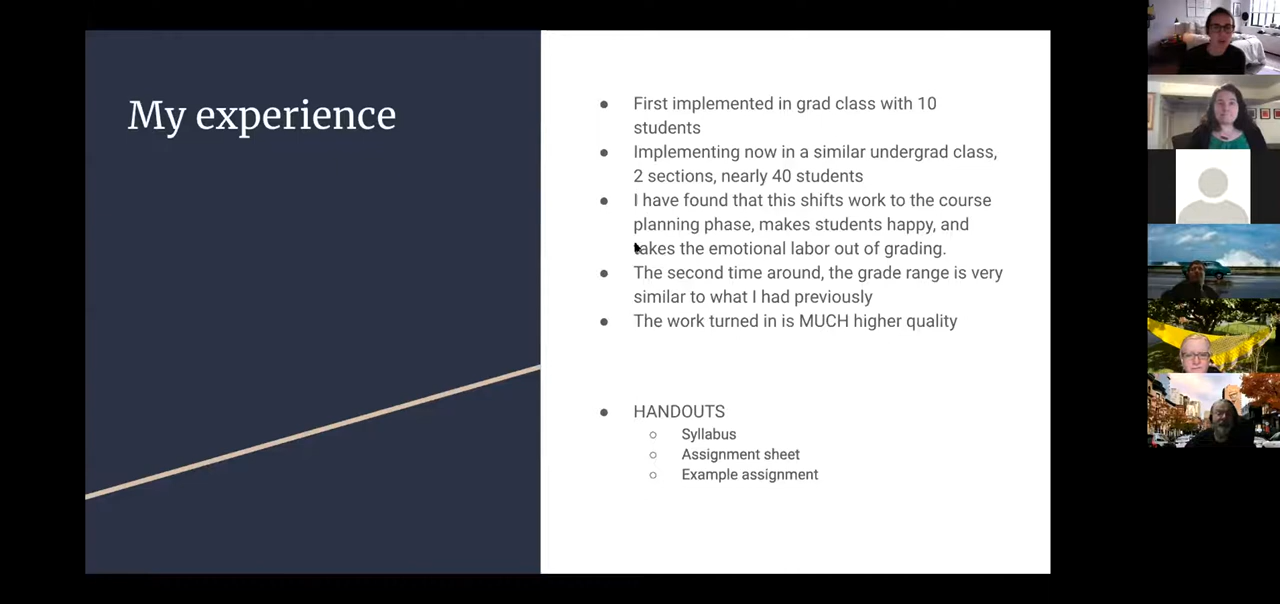 My experience
● First implemented in grad class with 10
students
● Implementing now in a similar undergrad class,
2 sections, nearly 40 students
● I have found that this shifts work to the course
planning phase, makes students happy, and
takes the emotional labor out of grading.
● The second time around, the grade range is very
similar to what I had previously
● The work turned in is MUCH higher quality
● HANDOUTS
○ Syllabus
○ Assignment sheet
○ Example assignment